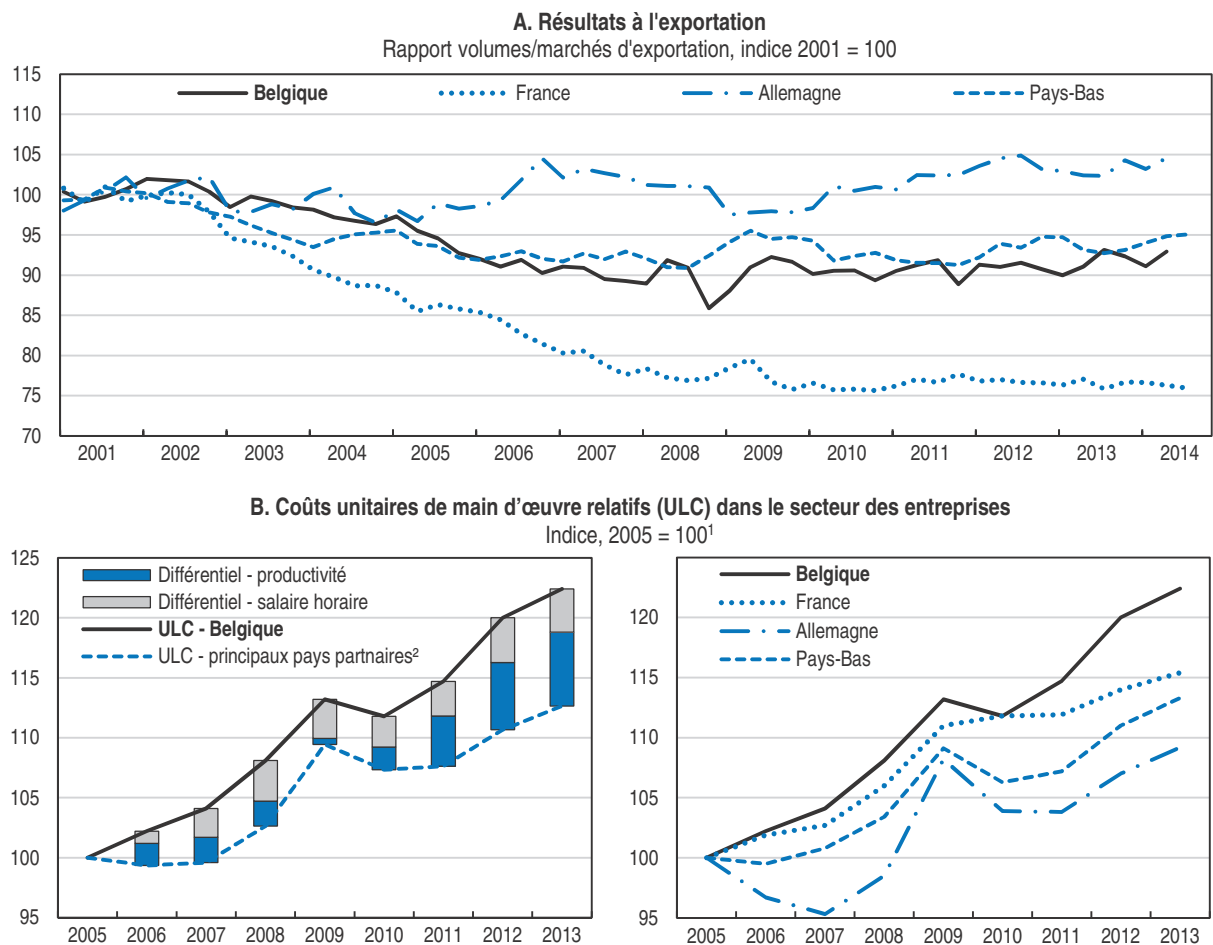 A. Résultats à l'exportation
Rapport volumes/marchés d'exportation, indice 2001 = 100
115
110
105
100
95
90
85
80
75
70
Belgique France Allemagne Pays-Bas
2001 2002 2003 2004 2005 2006 2007 2008 2009 2010 2011 2012 2013 2014
B. Coûts unitaires de main d’œuvre relatifs (ULC) dans le secteur des entreprises
Indice, 2005 = 100¹
125
120
115
110
105
100
95
Différentiel - productivité
Différentiel - salaire horaire
ULC - Belgique
ULC - principaux pays partnaires²
2005 2006 2007 2008 2009 2010 2011 2012 2013
120
115
110
105
100
95
Belgique
France
Allemagne
Pays-Bas
2005 2006 2007 2008 2009 2010 2011 2012 2013